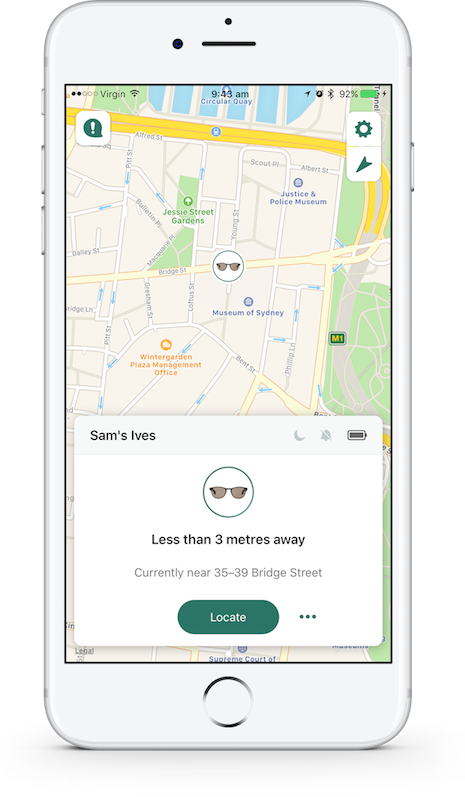 Virgin
9:43 am
92%
Circular Quay
Alfred St
Pitt St
Scout Pl
Albert St
Bulletin Pl
Young St
Justice &
Police Museum
Jessie Street
Gardens
Macquarie Pl
Dalley St
Bridge St
Gresham St
Loftus St
Museum of Sydney
Bridge Ln
Phillip Ln
M1
Wintergarden
Plaza Management
Office
Bent St
Pitt St
Sam's Ives
Less than 3 metres away
Currently near 35–39 Bridge Street
Locate
Legal
Supreme Court of